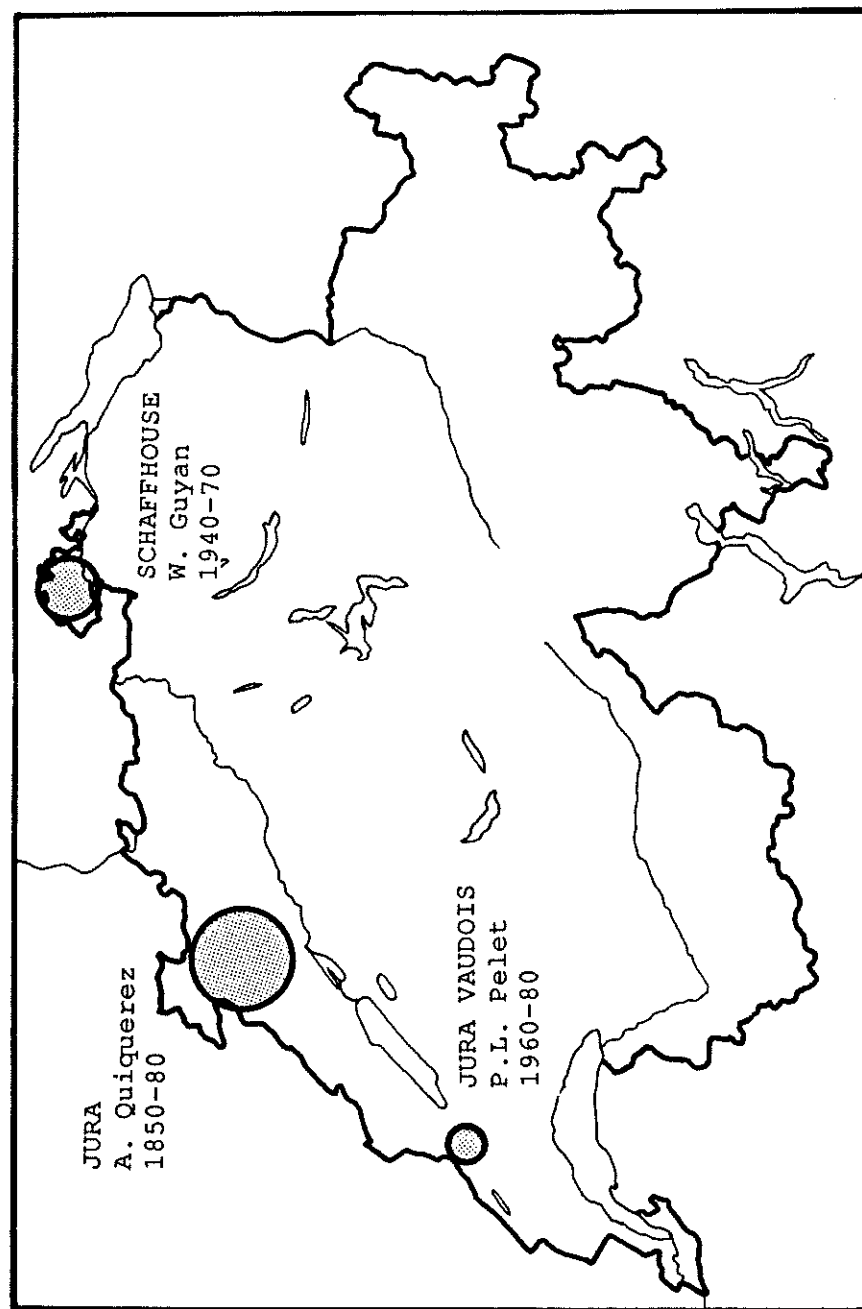 JURA
A. Quiquerez
1850-80
SCHAFFHOUSE
W. Guyan
1940-70
JURA VAUDOIS
P.L. Pelet
1960-80